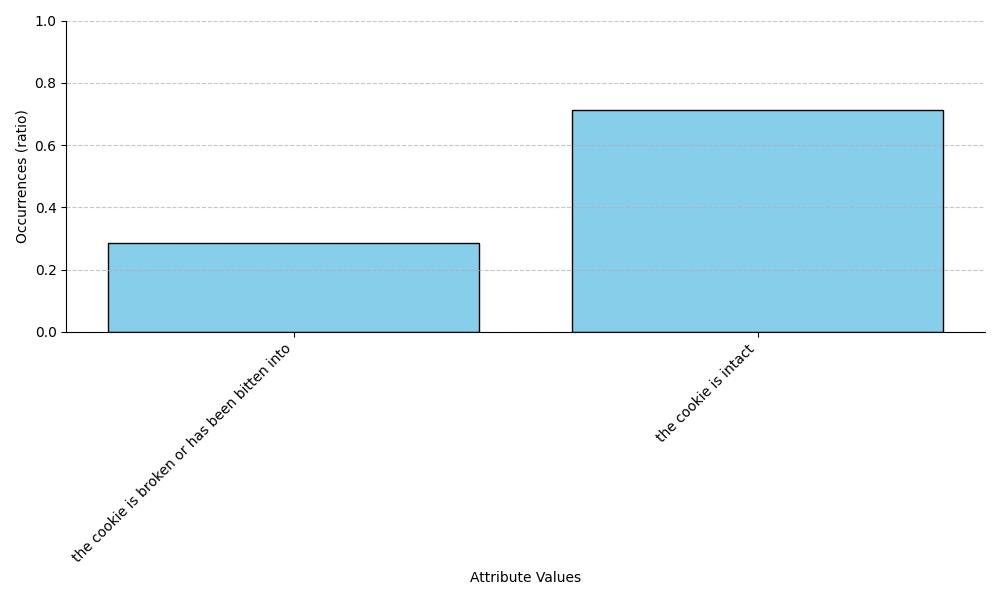 1.0
0.8
0.6
0.4
0.2
0.0
Occurrences (ratio)
the cookie is broken or has been bitten into
the cookie is intact
Attribute Values